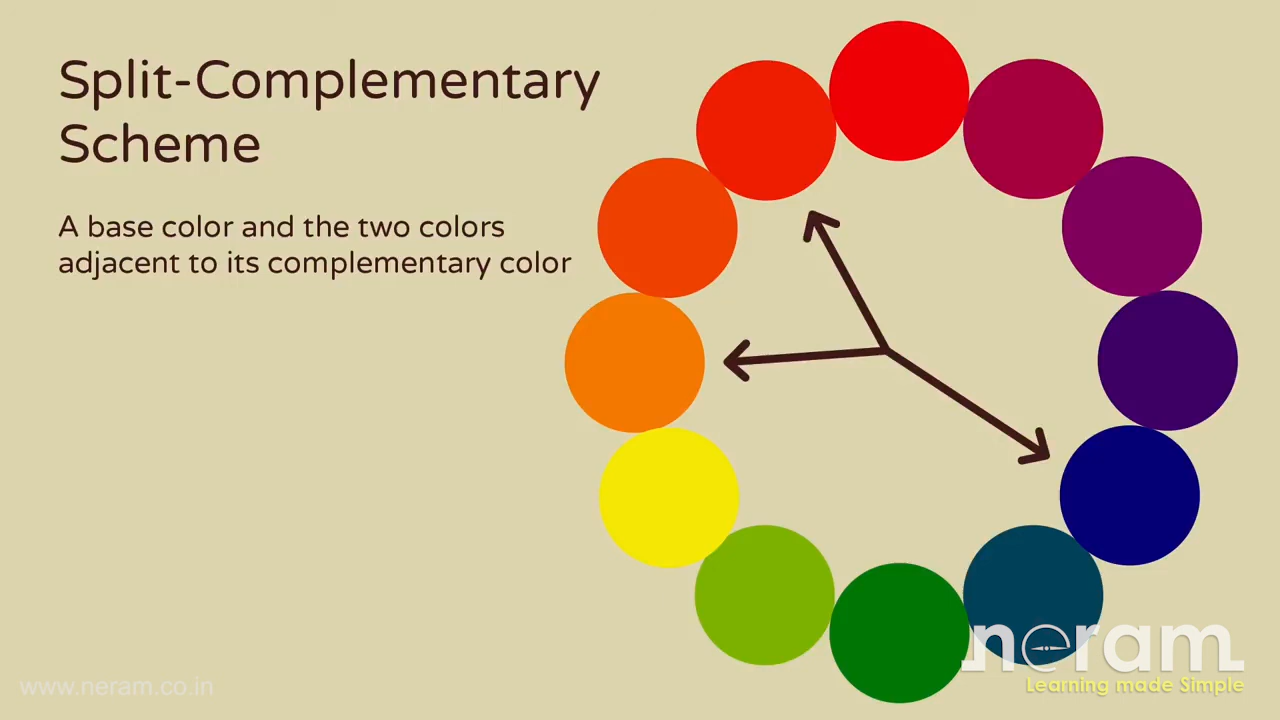 Split-Complementary
Scheme
A base color and the two colors
adjacent to its complementary color
www.neram.co.in
neram
Learning made Simple